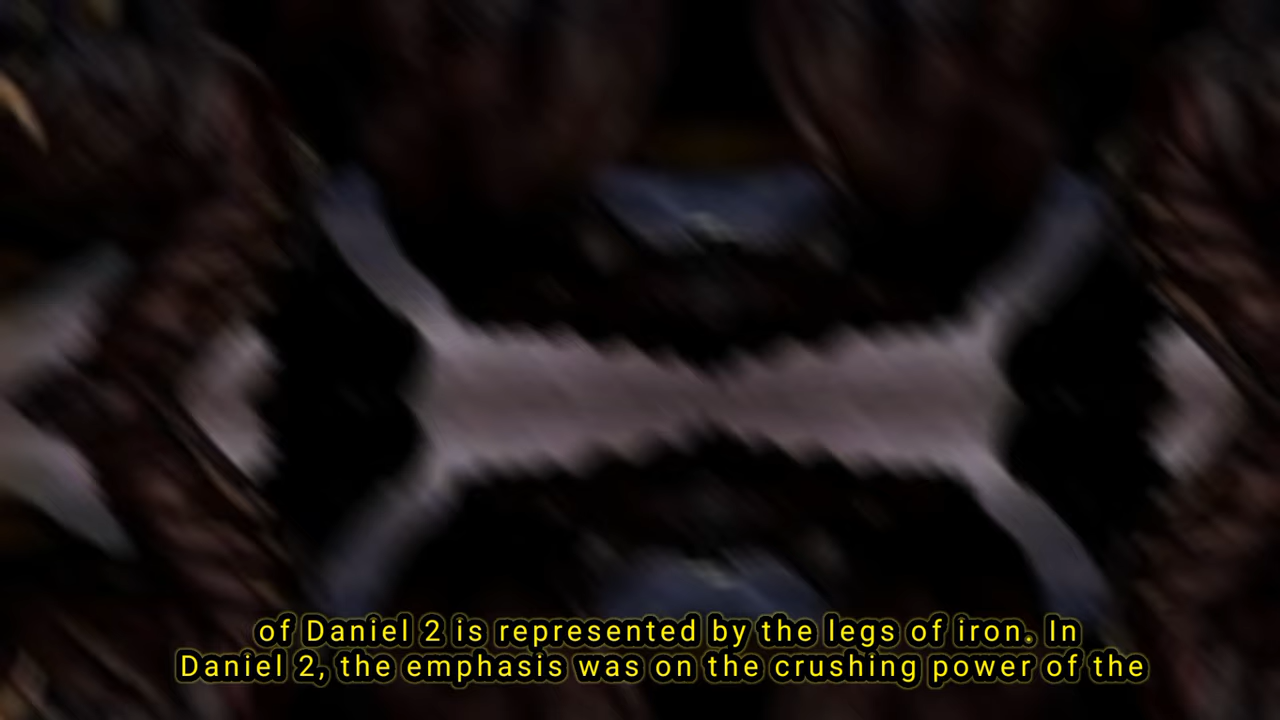 of Daniel 2 is represented by the legs of iron. In
Daniel 2, the emphasis was on the crushing power of the